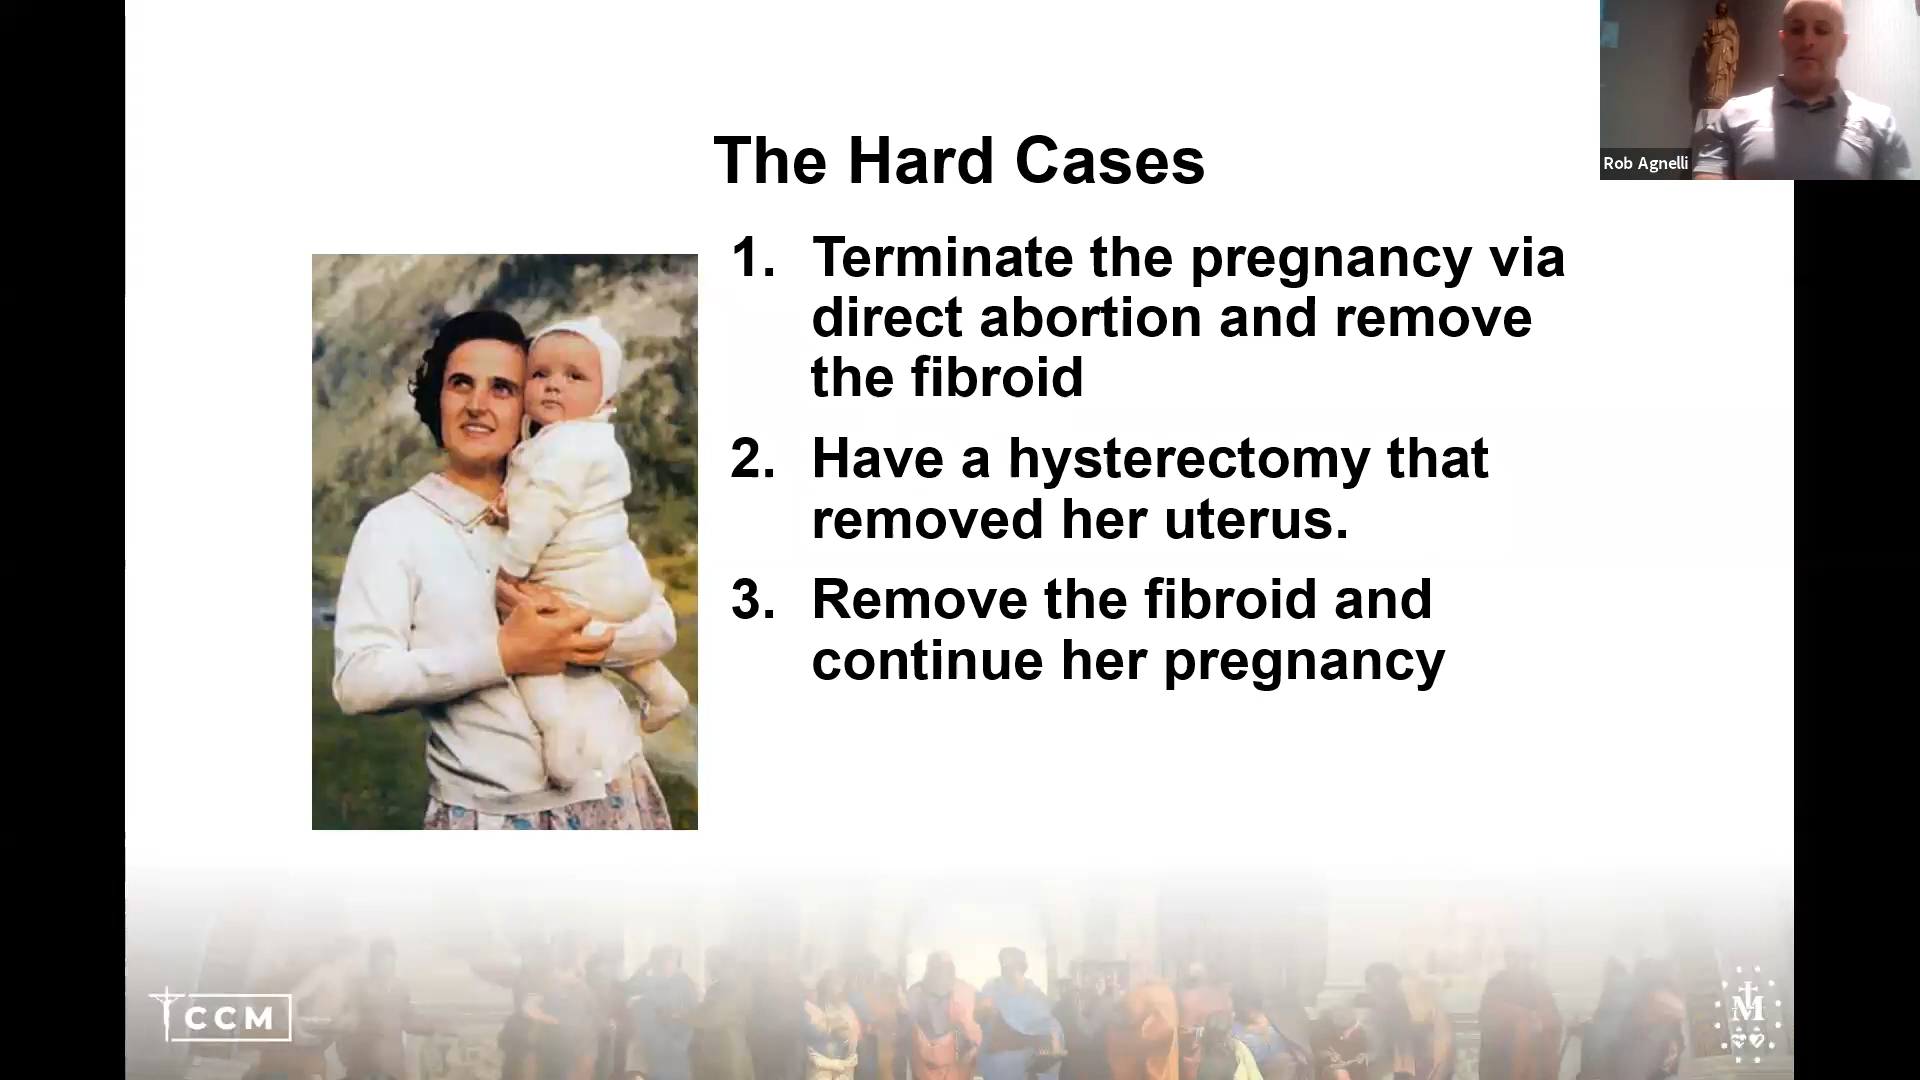 Rob Agnelli
The Hard Cases
1. Terminate the pregnancy via
direct abortion and remove
the fibroid
2. Have a hysterectomy that
removed her uterus.
3. Remove the fibroid and
continue her pregnancy
CCM
M